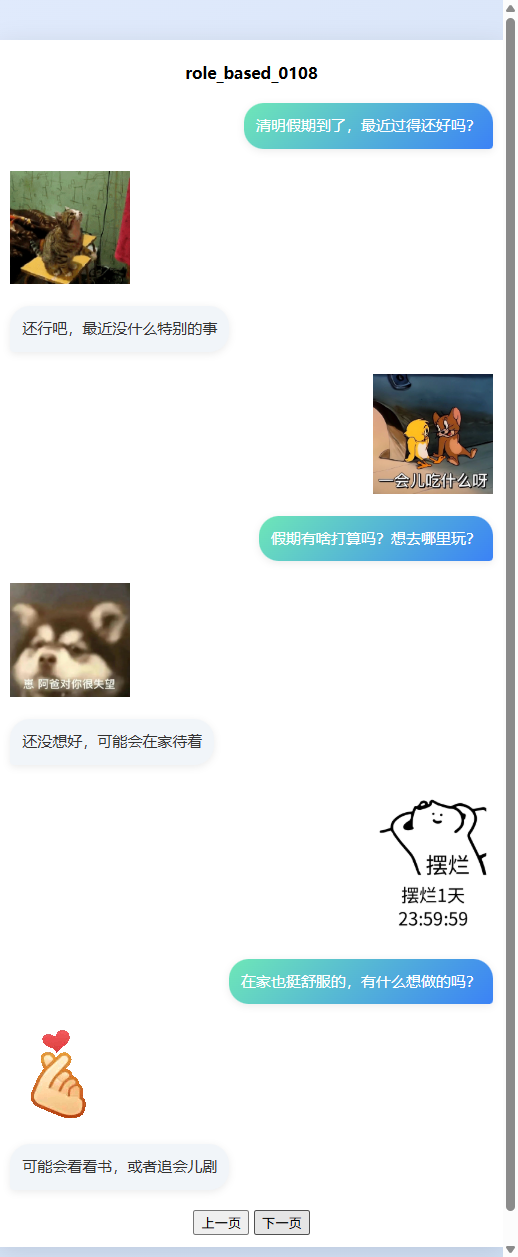 role_based_0108
清明假期到了，最近过得还好吗？
还行吧，最近没什么特别的事
一会儿吃什么呀
假期有啥打算吗？想去哪里玩？
崽 阿爸对你很失望
还没想好，可能会在家待着
摆烂
摆烂1天
23:59:59
在家也挺舒服的，有什么想做的吗？
可能会看看书，或者追会儿剧
上一页 下一页